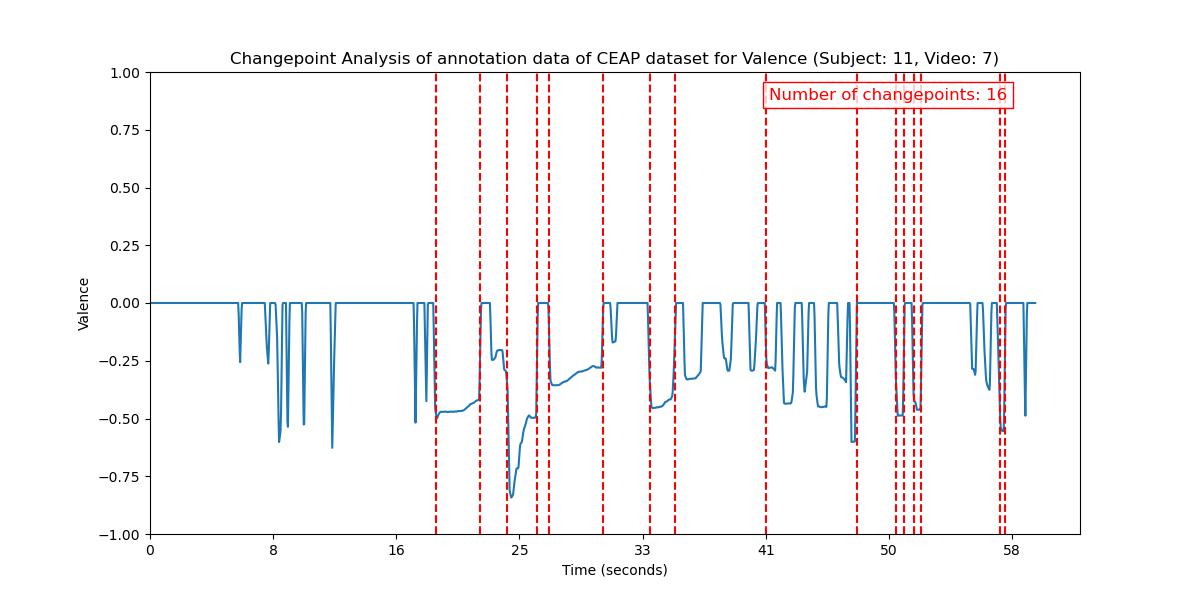 Changepoint Analysis of annotation data of CEAP dataset for Valence (Subject: 11, Video: 7)
Number of changepoints: 16
Valence
1.00
0.75
0.50
0.25
0.00
−0.25
−0.50
−0.75
−1.00
0 8 16 25 33 41 50 58
Time (seconds)